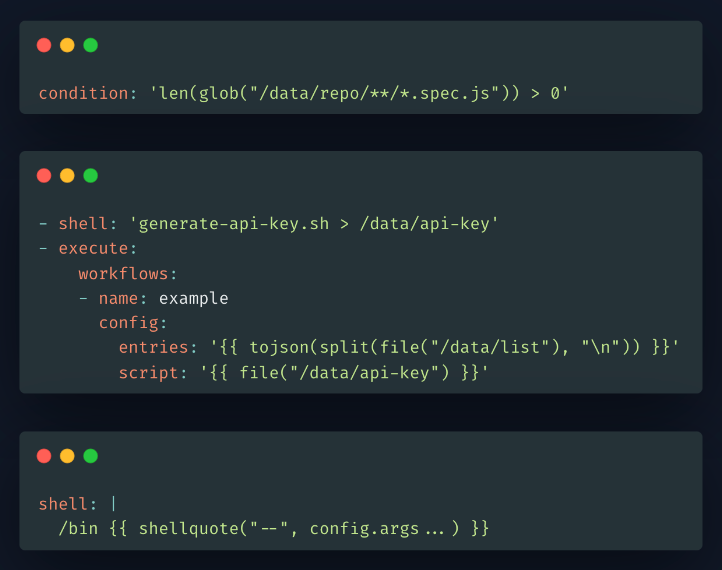 condition: 'len(glob("/data/repo/**/*.spec.js")) > 0'
- shell: 'generate-api-key.sh > /data/api-key'
- execute:
    workflows:
    - name: example
      config:
        entries: '{{ tojson(split(file("/data/list"), "\n")) }}'
        script: '{{ file("/data/api-key") }}'
shell: |
  /bin {{ shellquote("--", config.args...) }}